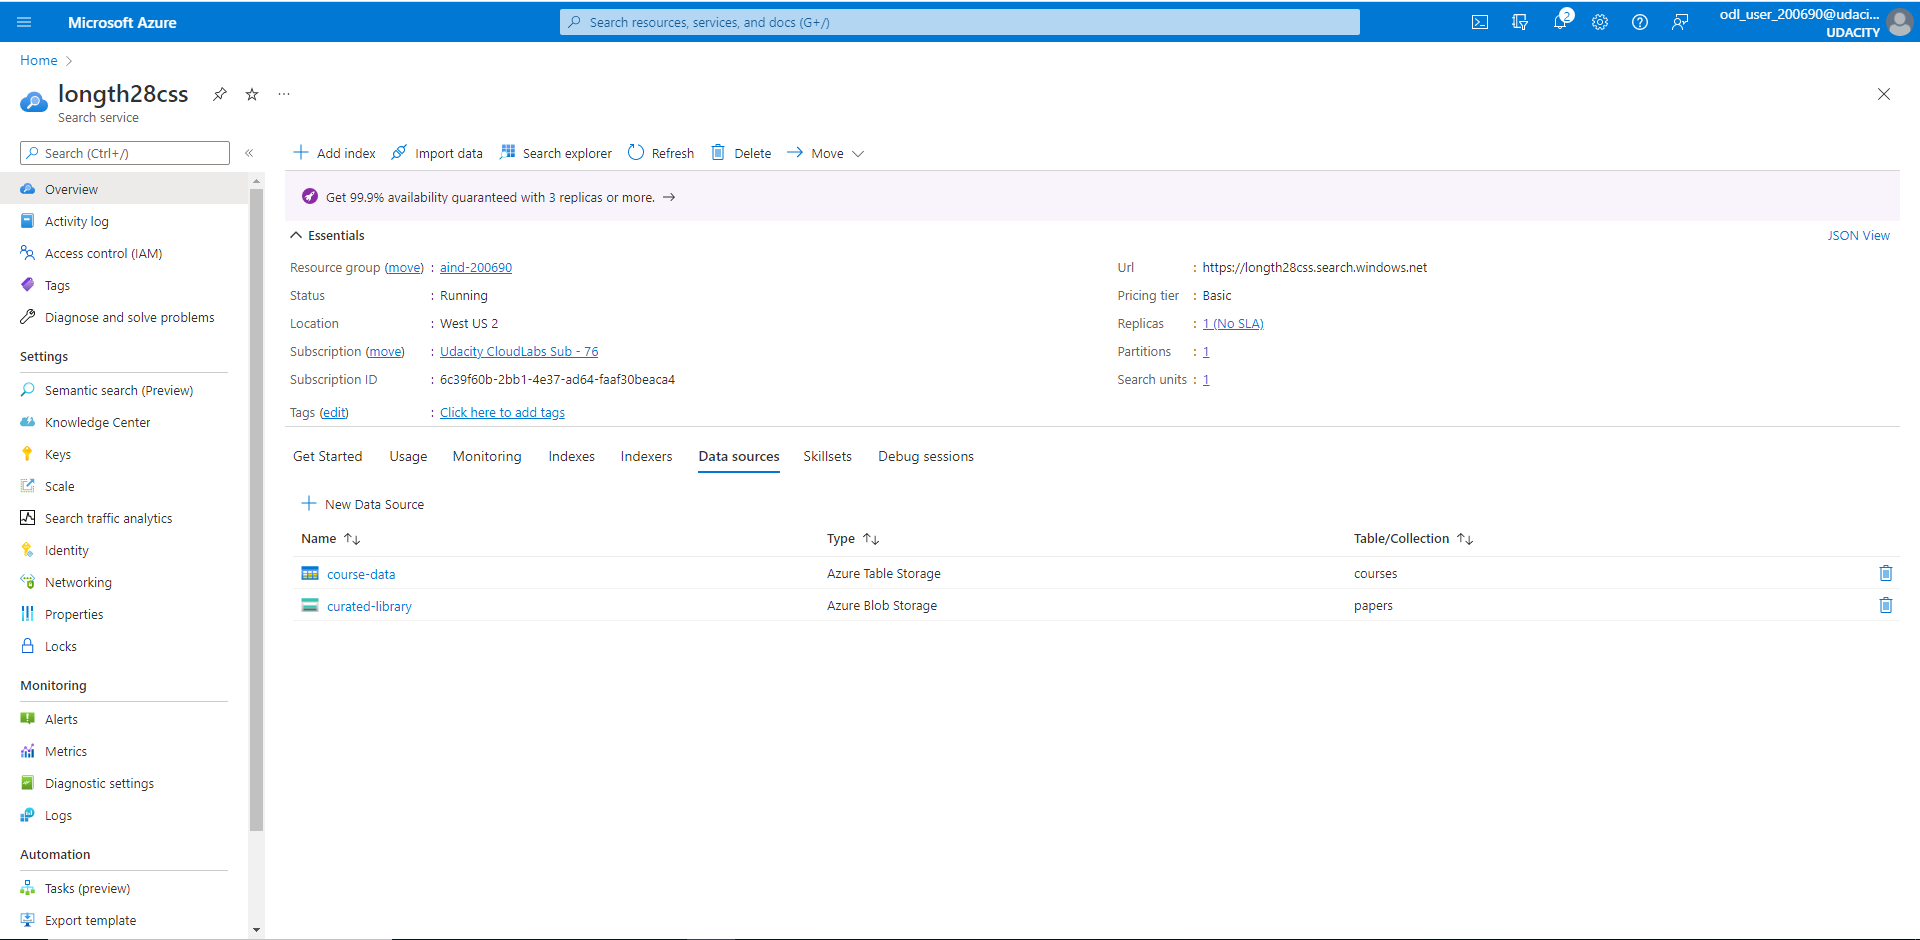 Microsoft Azure
Search resources, services, and docs (G+/)
2
odl_user_200690@udaci...
UDACITY
Home
longth28css
Search service
Search (Ctrl+/)
Overview
Activity log
Access control (IAM)
Tags
Diagnose and solve problems
Settings
Semantic search (Preview)
Knowledge Center
Keys
Scale
Search traffic analytics
Identity
Networking
Properties
Locks
Monitoring
Alerts
Metrics
Diagnostic settings
Logs
Automation
Tasks (preview)
Export template
Add index
Import data
Search explorer
Refresh
Delete
Move
Get 99.9% availability quaranteed with 3 replicas or more.
Essentials
JSON View
Resource group (move) : aind-200690
Status : Running
Location : West US 2
Subscription (move) : Udacity CloudLabs Sub - 76
Subscription ID : 6c39f60b-2bb1-4e37-ad64-faaf30beaca4
Tags (edit) : Click here to add tags
Url : https://longth28css.search.windows.net
Pricing tier : Basic
Replicas : 1 (No SLA)
Partitions : 1
Search units : 1
Get Started
Usage
Monitoring
Indexes
Indexers
Data sources
Skillsets
Debug sessions
New Data Source
Name Type Table/Collection
course-data Azure Table Storage courses
curated-library Azure Blob Storage papers